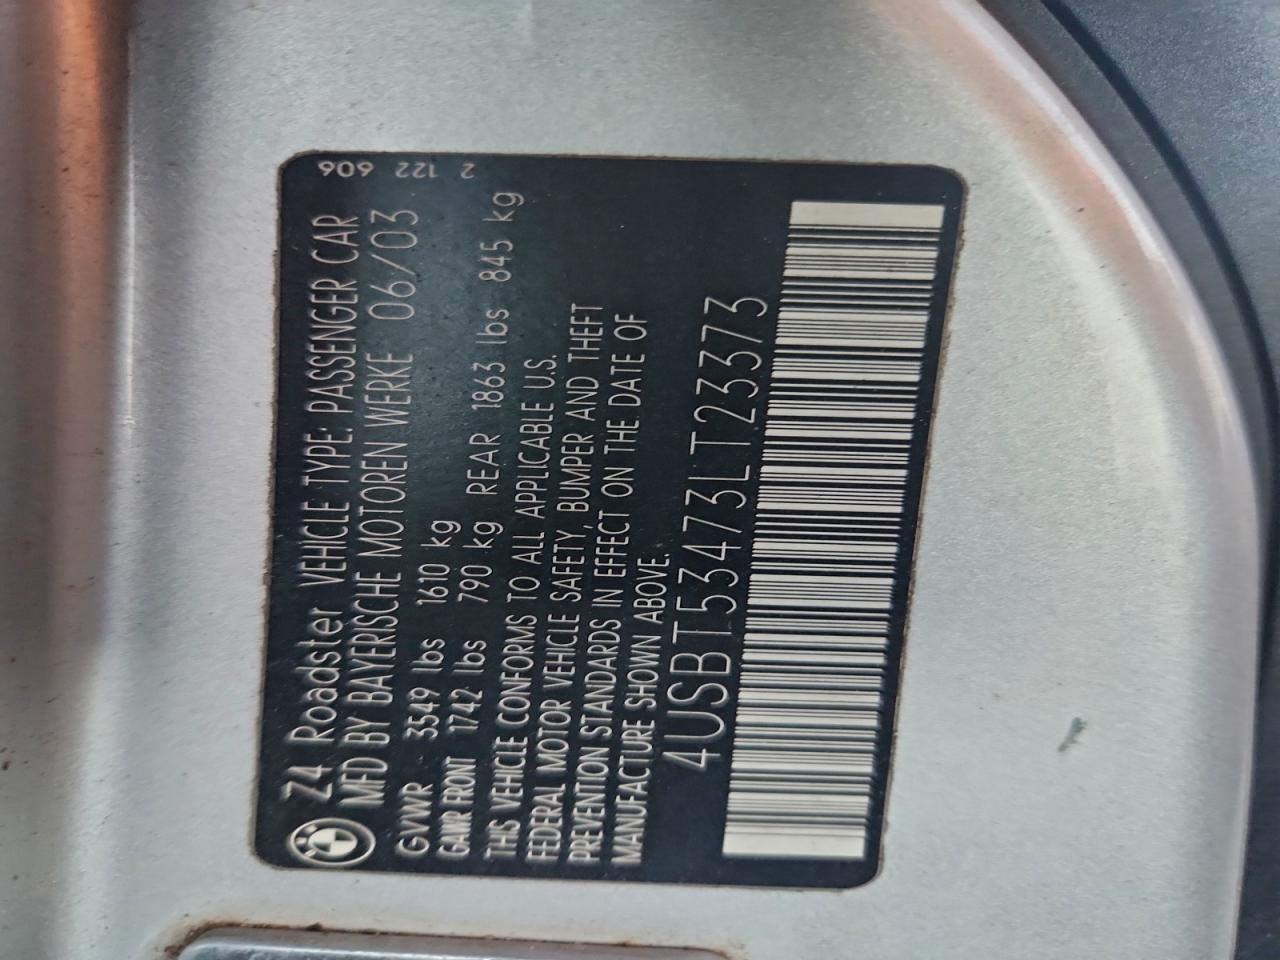 Z4 Roadster VEHICLE TYPE: PASSENGER CAR
MFD BY BAYERISCHE MOTOREN WERKE 06/03
GVWR 3549 lbs 1610 kg
GAWR FRONT 1742 lbs 790 kg REAR 1863 lbs 845 kg
THIS VEHICLE CONFORMS TO ALL APPLICABLE U.S.
FEDERAL MOTOR VEHICLE SAFETY, BUMPER AND THEFT
PREVENTION STANDARDS IN EFFECT ON THE DATE OF
MANUFACTURE SHOWN ABOVE.
4USBT53473LT23373
2 122 606